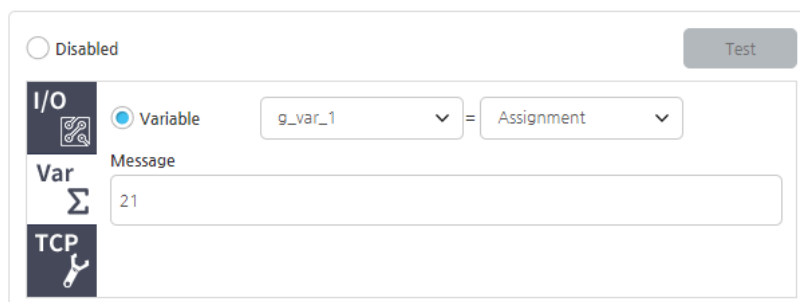 Disabled
Test
I/O
Variable
g_var_1
=
Assignment
Var
Σ
Message
21
TCP